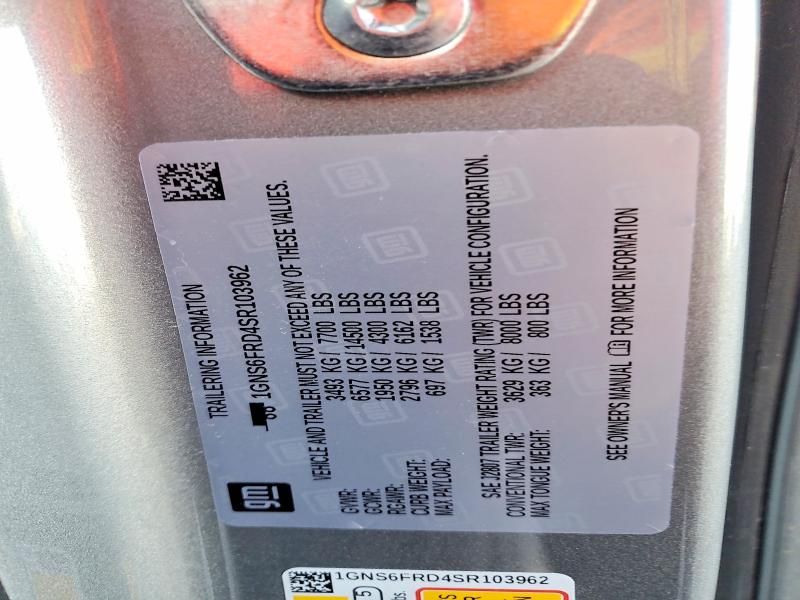 TRAILERING INFORMATION
gm
1GNS6FRD4SR103962
VEHICLE AND TRAILER MUST NOT EXCEED ANY OF THESE VALUES.
GVWR: 3493 KG / 7700 LBS
GCWR: 6577 KG / 14500 LBS
RGAWR: 1950 KG / 4300 LBS
CURB WEIGHT: 2796 KG / 6162 LBS
MAX PAYLOAD: 697 KG / 1538 LBS
SAE J2807 TRAILER WEIGHT RATING (TWR) FOR VEHICLE CONFIGURATION.
CONVENTIONAL TWR: 3629 KG / 8000 LBS
MAX TONGUE WEIGHT: 363 KG / 800 LBS
SEE OWNERS MANUAL FOR MORE INFORMATION
1GNS6FRD4SR103962